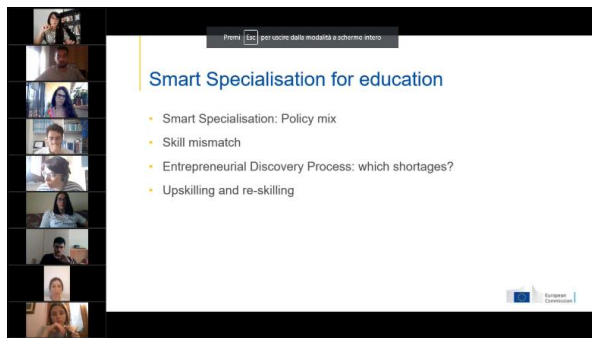 Premi Esc per uscire dalla modalità a schermo intero
Smart Specialisation for education
Smart Specialisation: Policy mix
Skill mismatch
Entrepreneurial Discovery Process: which shortages?
Upskilling and re-skilling
European
Commission